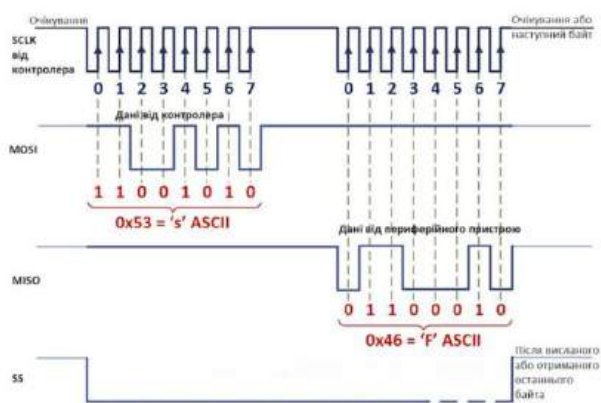 Очікування
Очікування або
наступний байт
SCLK
від
контролера
0 1 2 3 4 5 6 7
0 1 2 3 4 5 6 7
Дані від контролера
MOSI
1 1 0 0 1 0 1 0
0x53 = 's' ASCII
Дані від периферійного пристрою
MISO
0 1 1 0 0 0 1 0
0x46 = 'F' ASCII
SS
Після висланого
або отриманого
останнього
байта